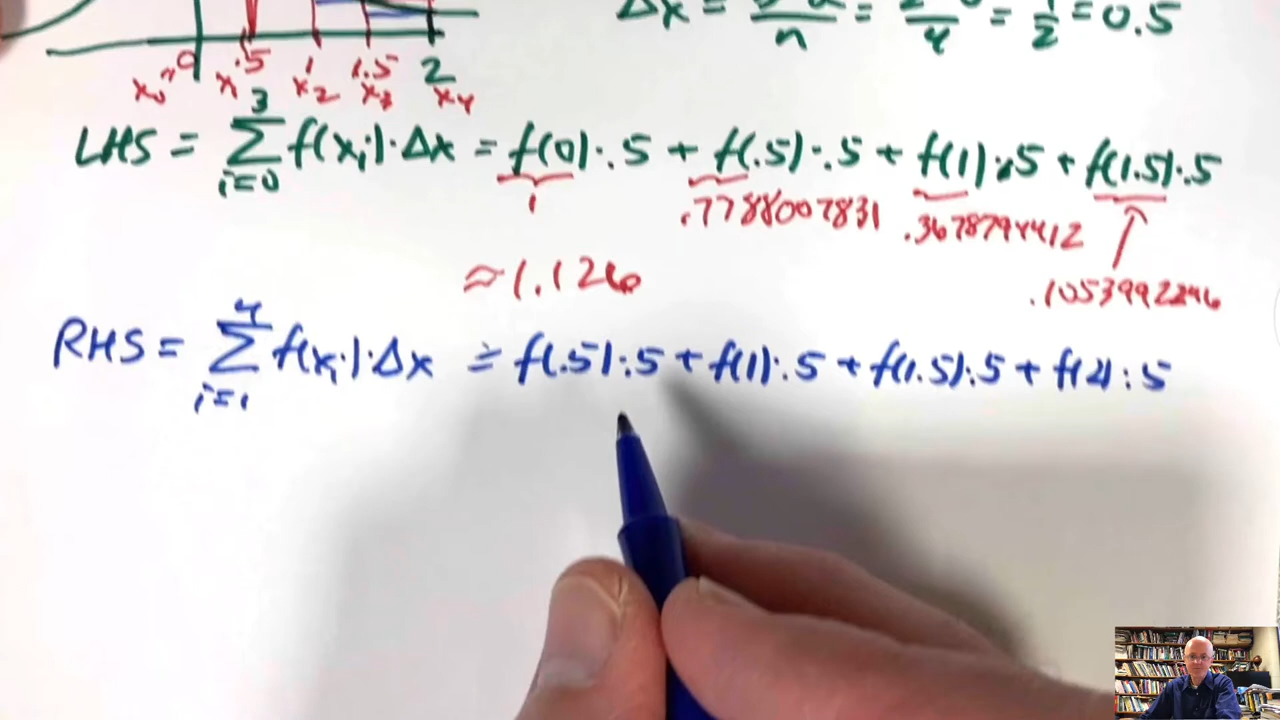 Δx = — = — = 1/2 = 0.5
n 4
0 .5 1 1.5 2
x₀ x₁ x₂ x₃ x₄
LHS = ∑_{i=0}^{3} f(xᵢ)·Δx = f(0)·.5 + f(.5)·.5 + f(1)·.5 + f(1.5)·.5
1 .7788007831 .3678794412
.1053992246
≈1.126
RHS = ∑_{i=1}^{4} f(xᵢ)·Δx = f(.5)·.5 + f(1)·.5 + f(1.5)·.5 + f(2)·.5